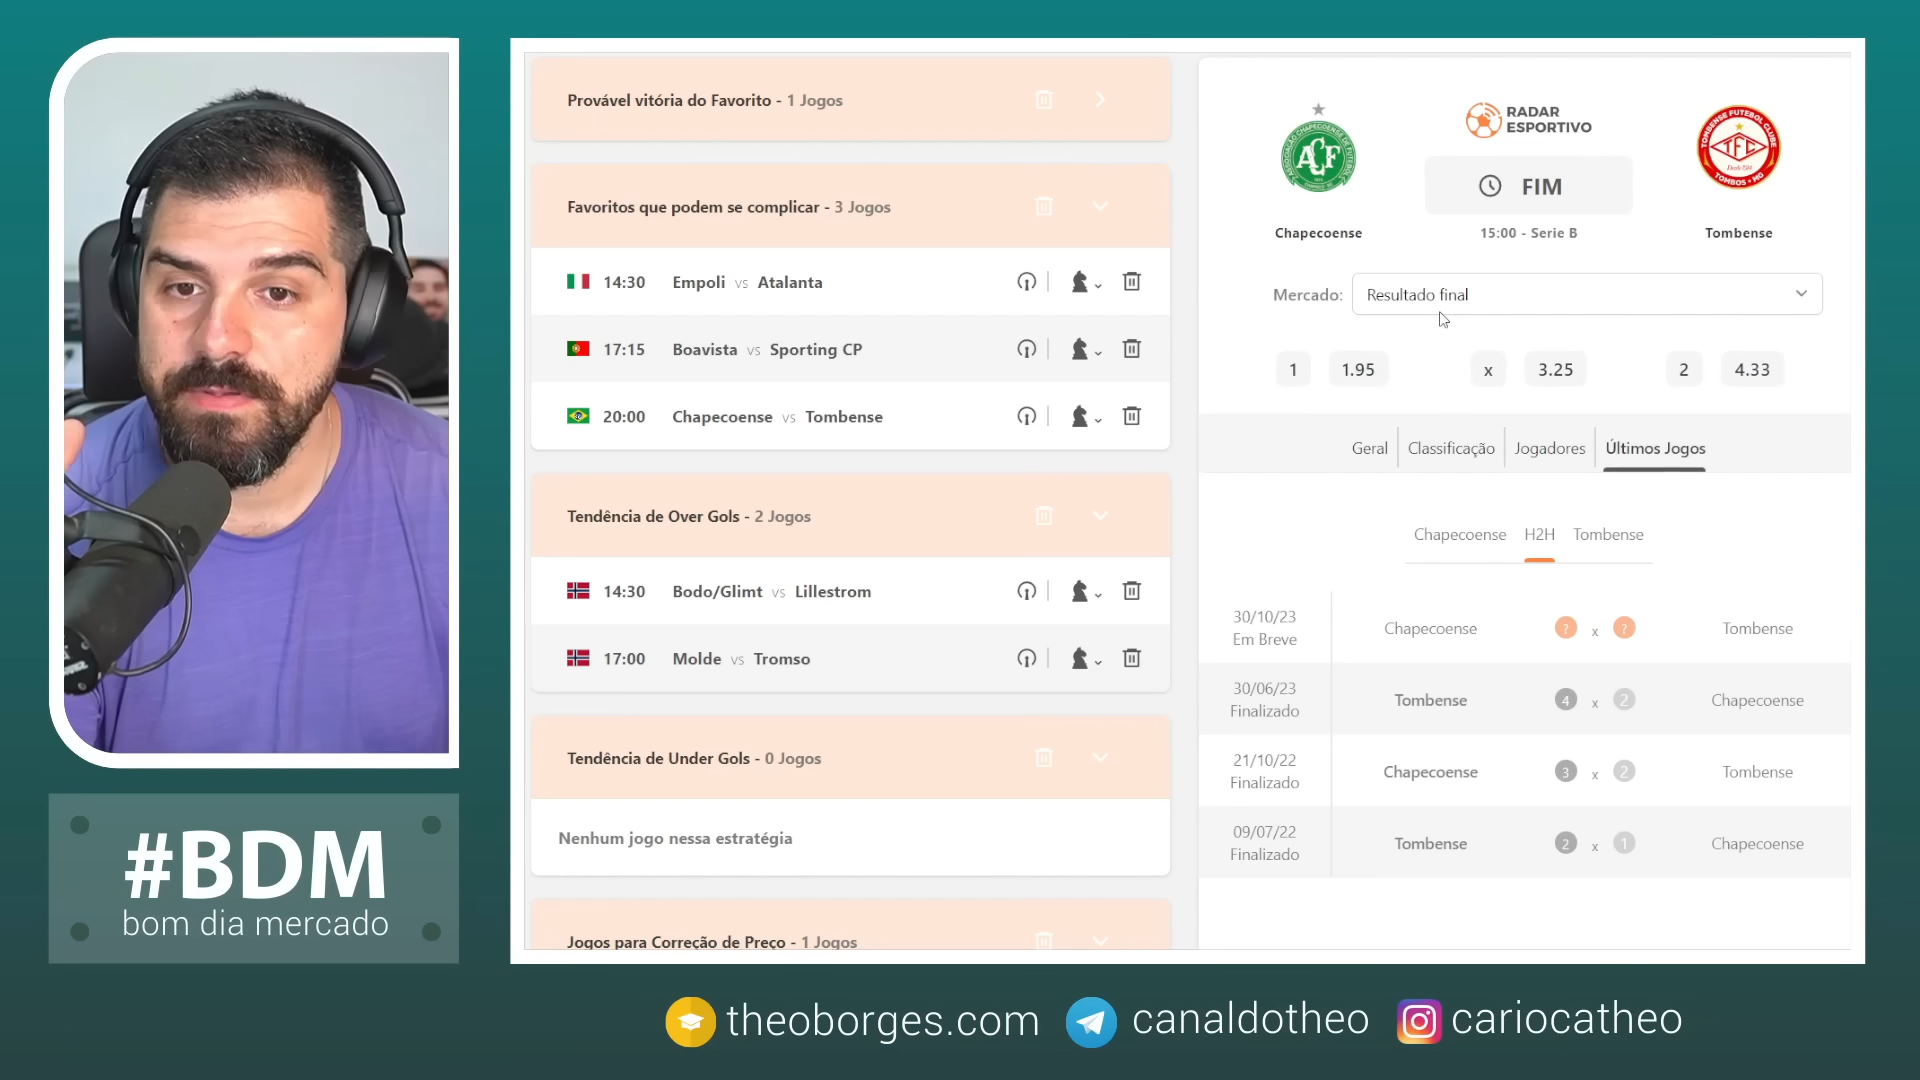 Provável vitória do Favorito - 1 Jogos
Favoritos que podem se complicar - 3 Jogos
14:30 Empoli vs Atalanta
17:15 Boavista vs Sporting CP
20:00 Chapecoense vs Tombense
Tendência de Over Gols - 2 Jogos
14:30 Bodo/Glimt vs Lillestrom
17:00 Molde vs Tromso
Tendência de Under Gols - 0 Jogos
Nenhum jogo nessa estratégia
Jogos para Correção de Preço - 1 Jogos
RADAR
ESPORTIVO
FIM
Chapecoense
15:00 - Serie B
Tombense
Mercado: Resultado final
1 1.95 x 3.25 2 4.33
Geral Classificação Jogadores Últimos Jogos
Chapecoense H2H Tombense
30/10/23
Em Breve
Chapecoense ? x ? Tombense
30/06/23
Finalizado
Tombense 4 x 2 Chapecoense
21/10/22
Finalizado
Chapecoense 3 x 2 Tombense
09/07/22
Finalizado
Tombense 2 x 1 Chapecoense
#BDM
bom dia mercado
theoborges.com canaldotheo cariocatheo